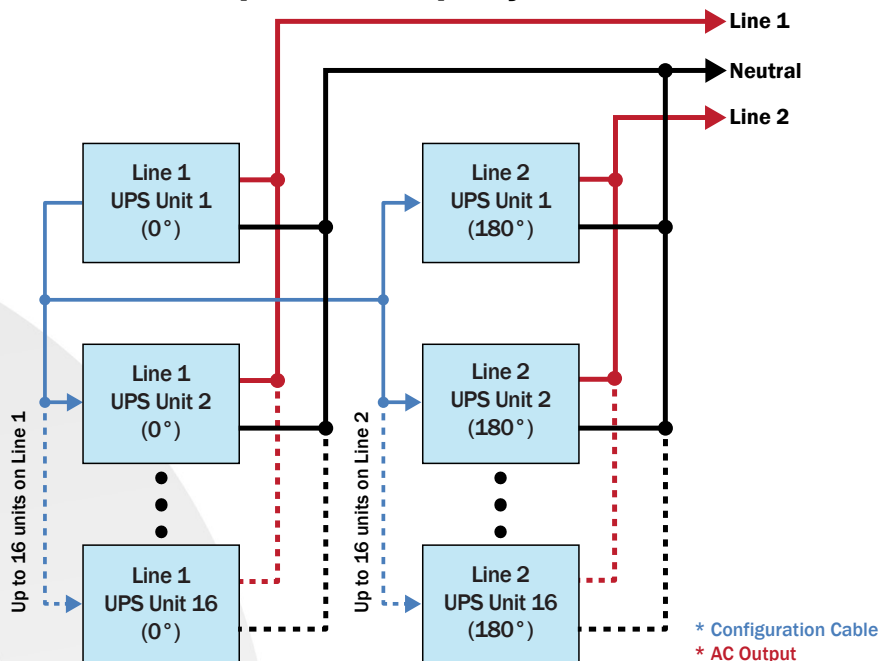 Line 1
Neutral
Line 2
Line 1
UPS Unit 1
(0°)
Line 2
UPS Unit 1
(180°)
Line 1
UPS Unit 2
(0°)
Line 2
UPS Unit 2
(180°)
Up to 16 units on Line 1
Up to 16 units on Line 2
Line 1
UPS Unit 16
(0°)
Line 2
UPS Unit 16
(180°)
* Configuration Cable
* AC Output